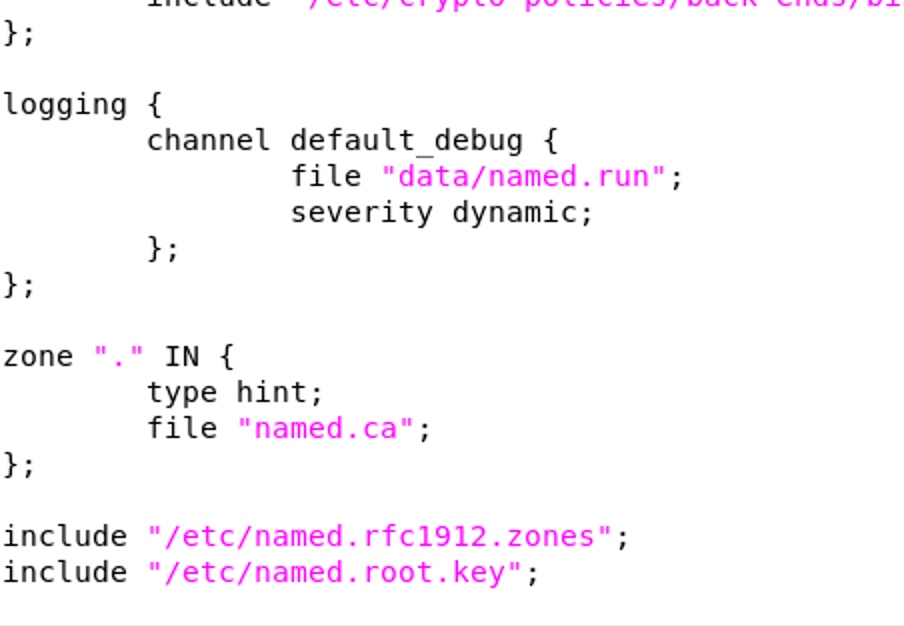 include "/etc/crypto-policies/back-ends/bi
};
logging {
channel default_debug {
file "data/named.run";
severity dynamic;
};
};
zone "." IN {
type hint;
file "named.ca";
};
include "/etc/named.rfc1912.zones";
include "/etc/named.root.key";